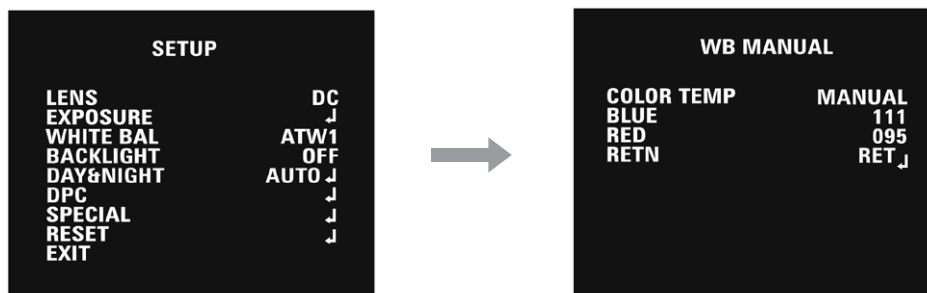 SETUP
LENS DC
EXPOSURE ↲
WHITE BAL ATW1
BACKLIGHT OFF
DAY&NIGHT AUTO ↲
DPC ↲
SPECIAL ↲
RESET ↲
EXIT
WB MANUAL
COLOR TEMP MANUAL
BLUE 111
RED 095
RETN RET↲